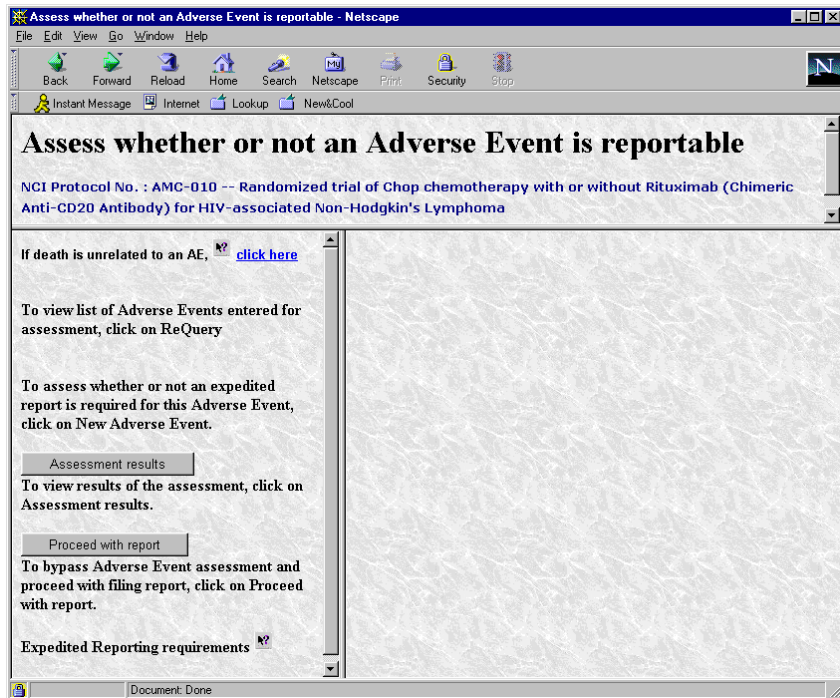 Assess whether or not an Adverse Event is reportable - Netscape
File Edit View Go Window Help
Back Forward Reload Home Search Netscape Print Security Stop
Instant Message Internet Lookup New&Cool
Assess whether or not an Adverse Event is reportable
NCI Protocol No. : AMC-010 -- Randomized trial of Chop chemotherapy with or without Rituximab (Chimeric
Anti-CD20 Antibody) for HIV-associated Non-Hodgkin's Lymphoma
If death is unrelated to an AE, click here
To view list of Adverse Events entered for
assessment, click on ReQuery
To assess whether or not an expedited
report is required for this Adverse Event,
click on New Adverse Event.
Assessment results
To view results of the assessment, click on
Assessment results.
Proceed with report
To bypass Adverse Event assessment and
proceed with filing report, click on Proceed
with report.
Expedited Reporting requirements
Document: Done